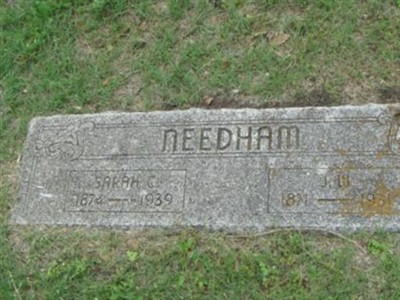 NEEDHAM
SARAH C.
1874 — 1939
J. W.